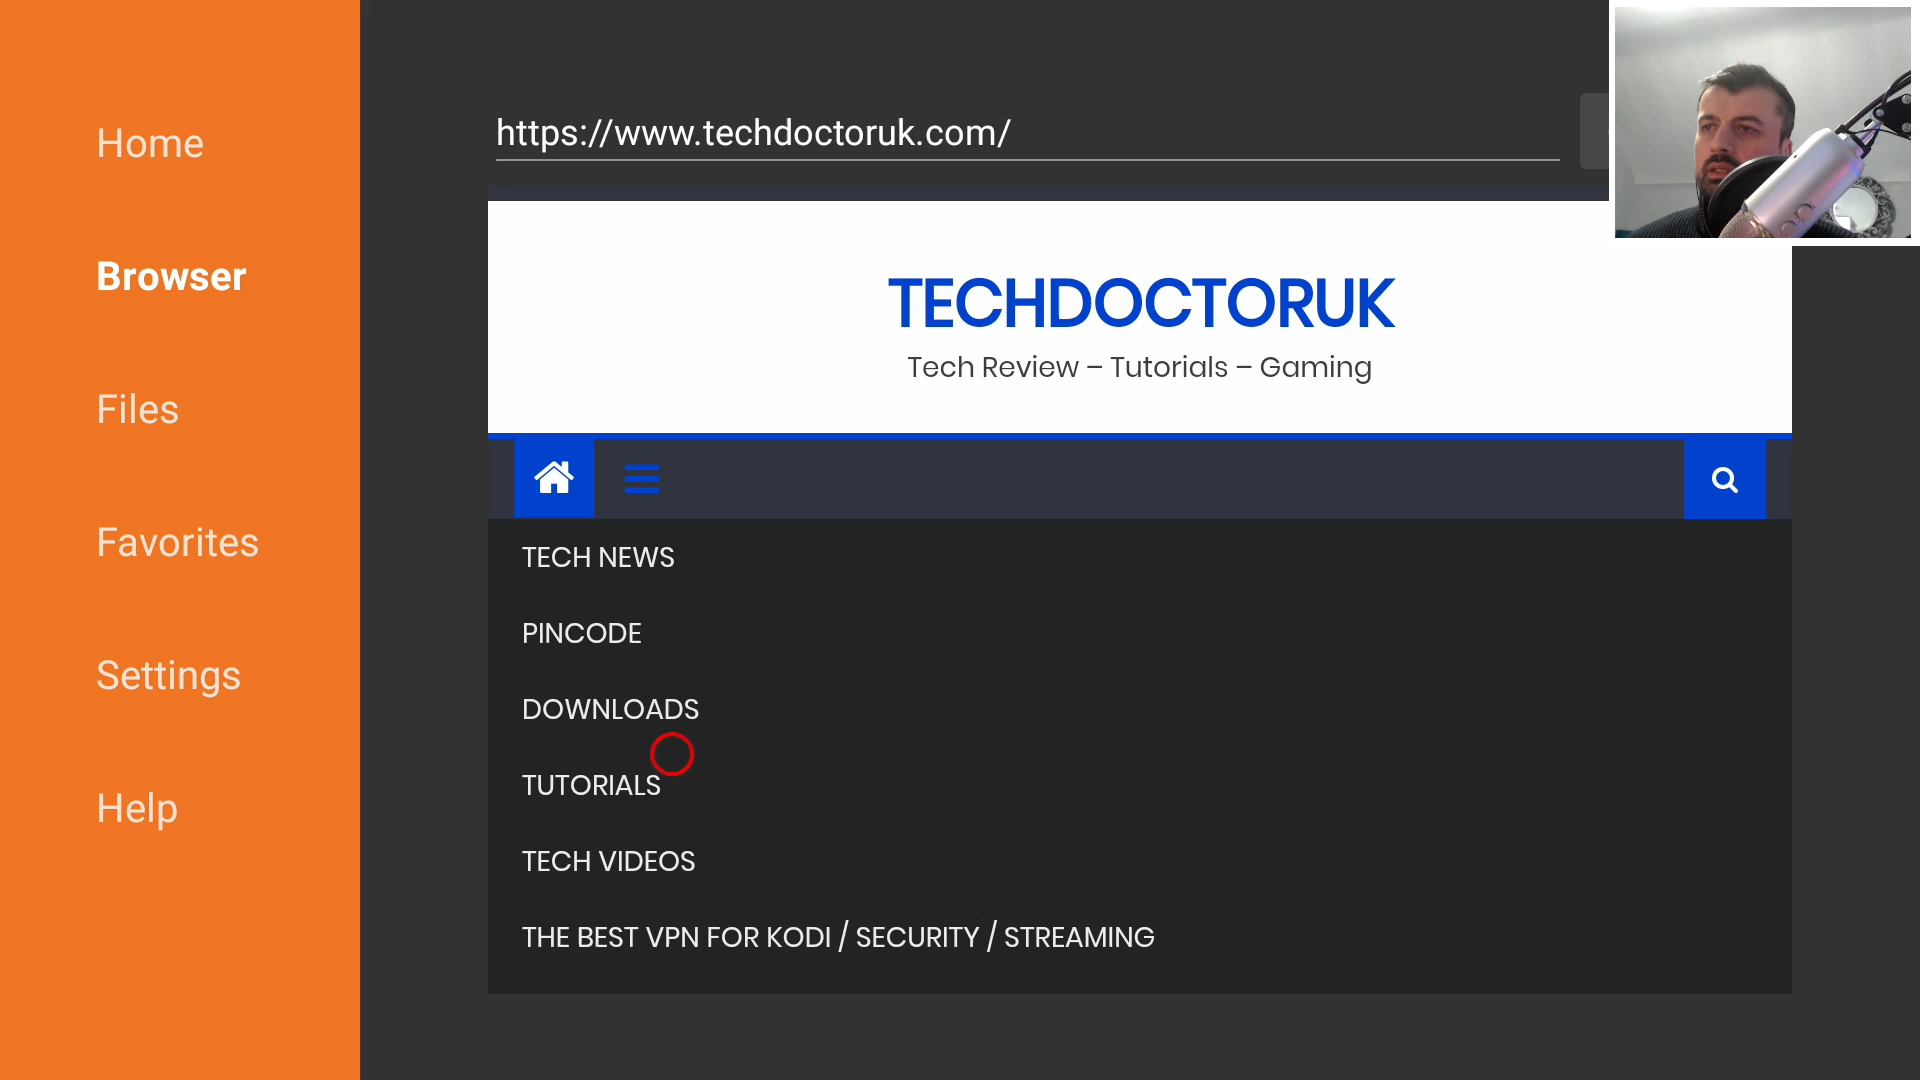 Home
Browser
Files
Favorites
Settings
Help
https://www.techdoctoruk.com/
TECHDOCTORUK
Tech Review – Tutorials – Gaming
TECH NEWS
PINCODE
DOWNLOADS
TUTORIALS
TECH VIDEOS
THE BEST VPN FOR KODI / SECURITY / STREAMING